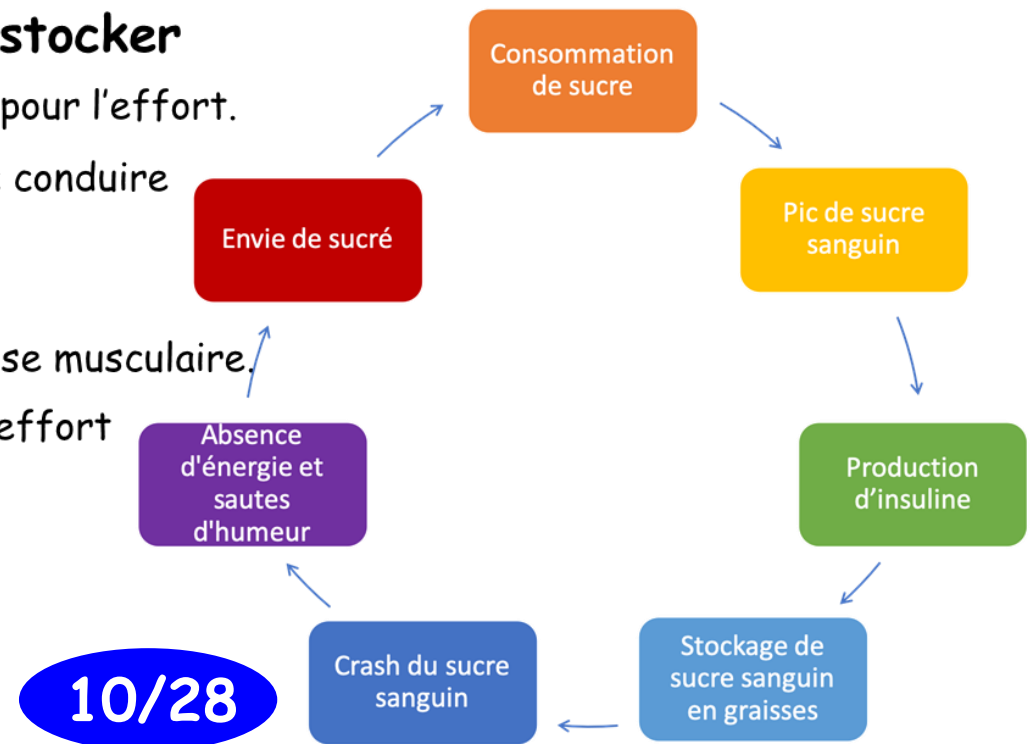 stocker
pour l'effort.
conduire
se musculaire.
effort
Consommation
de sucre
Pic de sucre
sanguin
Production
d'insuline
Stockage de
sucre sanguin
en graisses
Crash du sucre
sanguin
Absence
d'énergie et
sautes
d'humeur
Envie de sucré
10/28